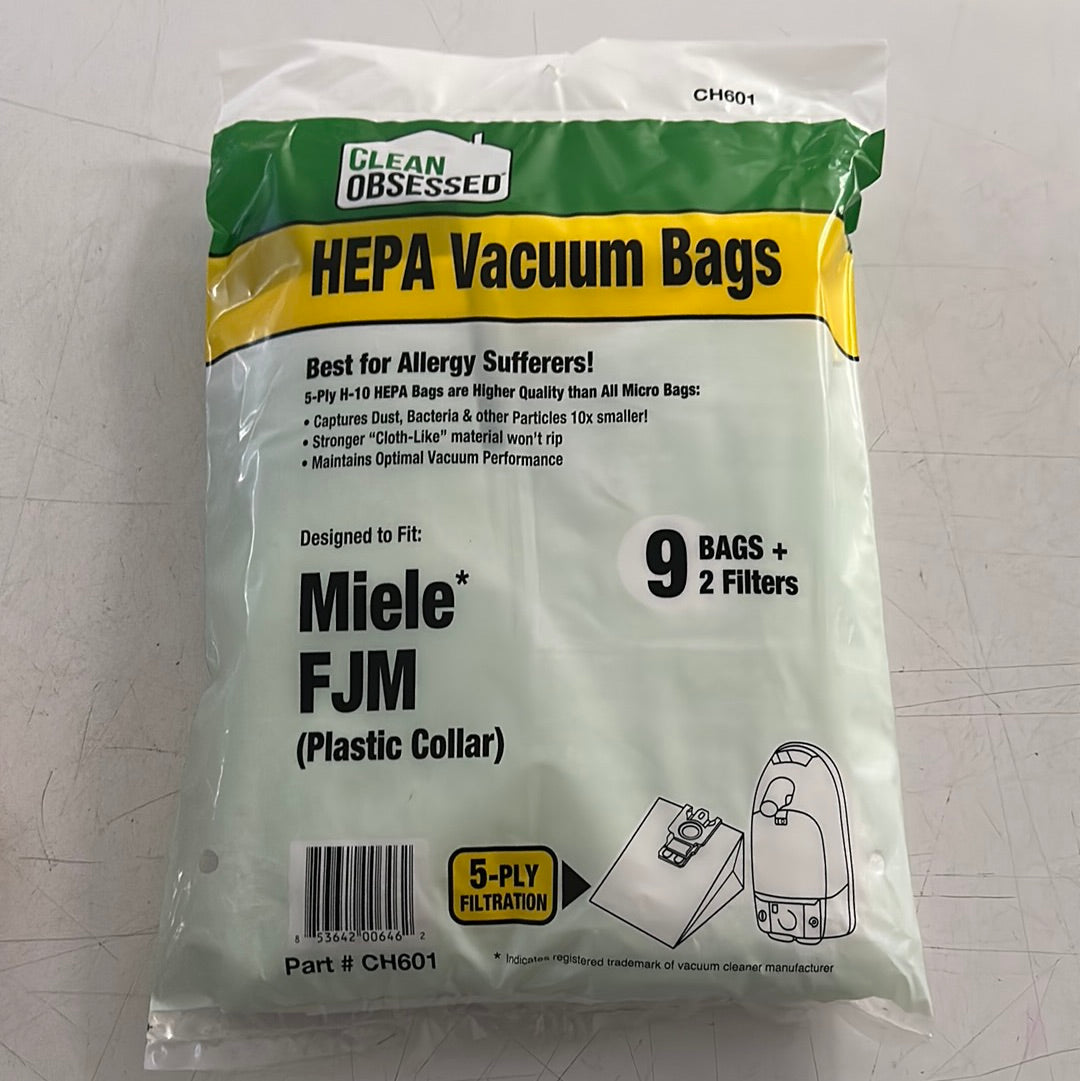 CH601
CLEAN
OBSESSED
HEPA Vacuum Bags
Best for Allergy Sufferers!
5-Ply H-10 HEPA Bags are Higher Quality than All Micro Bags:
• Captures Dust, Bacteria & other Particles 10x smaller!
• Stronger “Cloth-Like” material won’t rip
• Maintains Optimal Vacuum Performance
Designed to Fit:
Miele*
FJM
(Plastic Collar)
9 BAGS +
2 Filters
5-PLY
FILTRATION
8 53642 00646 2
Part # CH601
* Indicates registered trademark of vacuum cleaner manufacturer